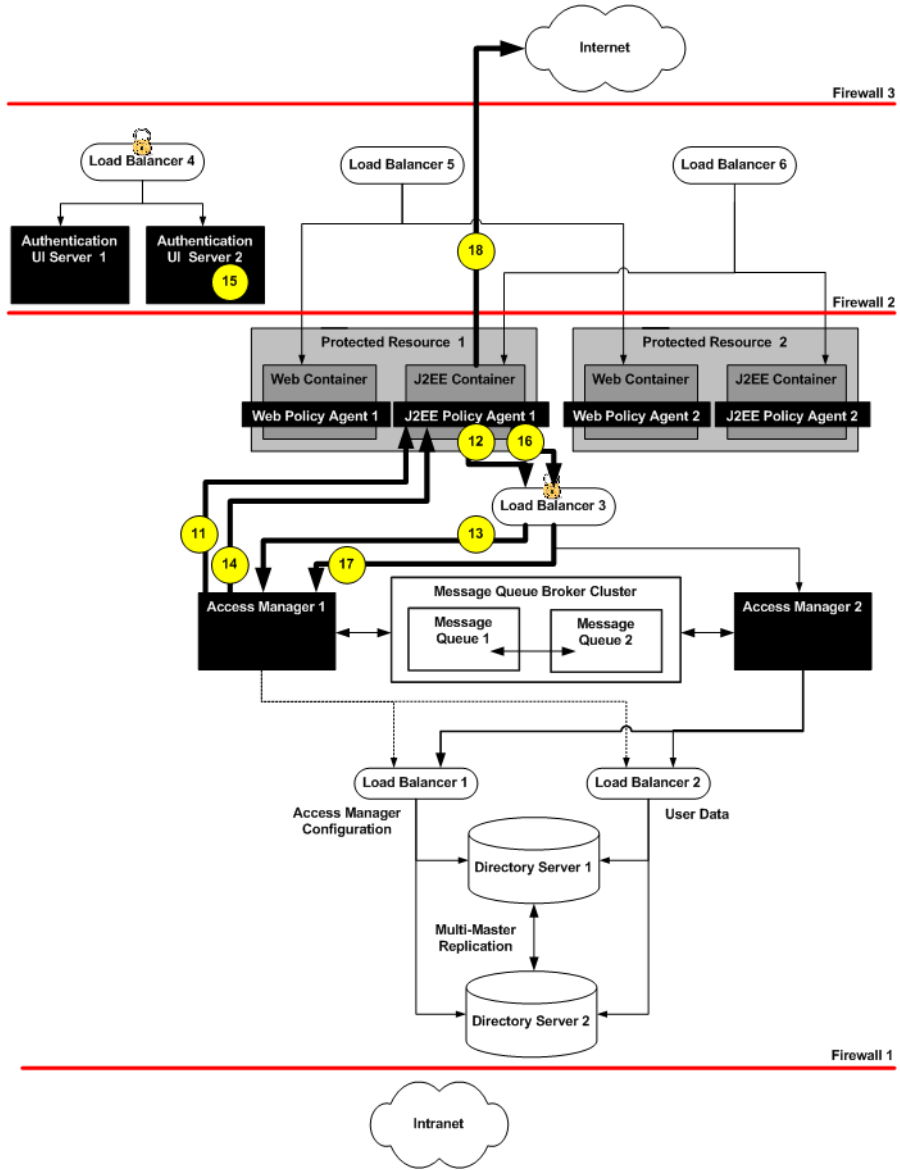 Internet
Firewall 3
Load Balancer 4
Load Balancer 5
Load Balancer 6
Authentication
UI Server 1
Authentication
UI Server 2
15
18
Firewall 2
Protected Resource 1
Protected Resource 2
Web Container
J2EE Container
Web Container
J2EE Container
Web Policy Agent 1
J2EE Policy Agent 1
Web Policy Agent 2
J2EE Policy Agent 2
12
16
Load Balancer 3
11
13
14
17
Access Manager 1
Message Queue Broker Cluster
Message
Queue 1
Message
Queue 2
Access Manager 2
Load Balancer 1
Load Balancer 2
Access Manager
Configuration
User Data
Directory Server 1
Multi-Master
Replication
Directory Server 2
Firewall 1
Intranet